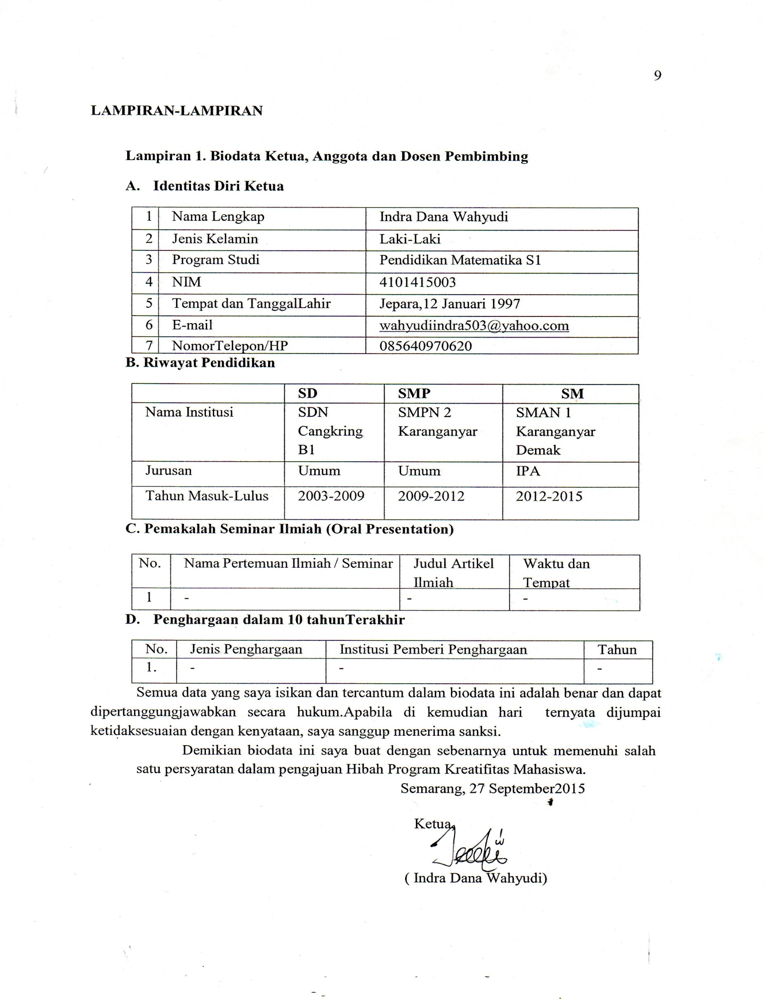 9
LAMPIRAN-LAMPIRAN
Lampiran 1. Biodata Ketua, Anggota dan Dosen Pembimbing
A. Identitas Diri Ketua
1 Nama Lengkap Indra Dana Wahyudi
2 Jenis Kelamin Laki-Laki
3 Program Studi Pendidikan Matematika S1
4 NIM 4101415003
5 Tempat dan TanggalLahir Jepara,12 Januari 1997
6 E-mail wahyudiindra503@yahoo.com
7 NomorTelepon/HP 085640970620
B. Riwayat Pendidikan
SD SMP SM
Nama Institusi SDN SMPN 2 SMAN 1
Cangkring Karanganyar Karanganyar
B1 Demak
Jurusan Umum Umum IPA
Tahun Masuk-Lulus 2003-2009 2009-2012 2012-2015
C. Pemakalah Seminar Ilmiah (Oral Presentation)
No. Nama Pertemuan Ilmiah / Seminar Judul Artikel Waktu dan
Ilmiah Tempat
1 - - -
D. Penghargaan dalam 10 tahunTerakhir
No. Jenis Penghargaan Institusi Pemberi Penghargaan Tahun
1. - - -
Semua data yang saya isikan dan tercantum dalam biodata ini adalah benar dan dapat
dipertanggungjawabkan secara hukum.Apabila di kemudian hari ternyata dijumpai
ketidaksesuaian dengan kenyataan, saya sanggup menerima sanksi.
Demikian biodata ini saya buat dengan sebenarnya untuk memenuhi salah
satu persyaratan dalam pengajuan Hibah Program Kreatifitas Mahasiswa.
Semarang, 27 September2015
Ketua,
( Indra Dana Wahyudi)